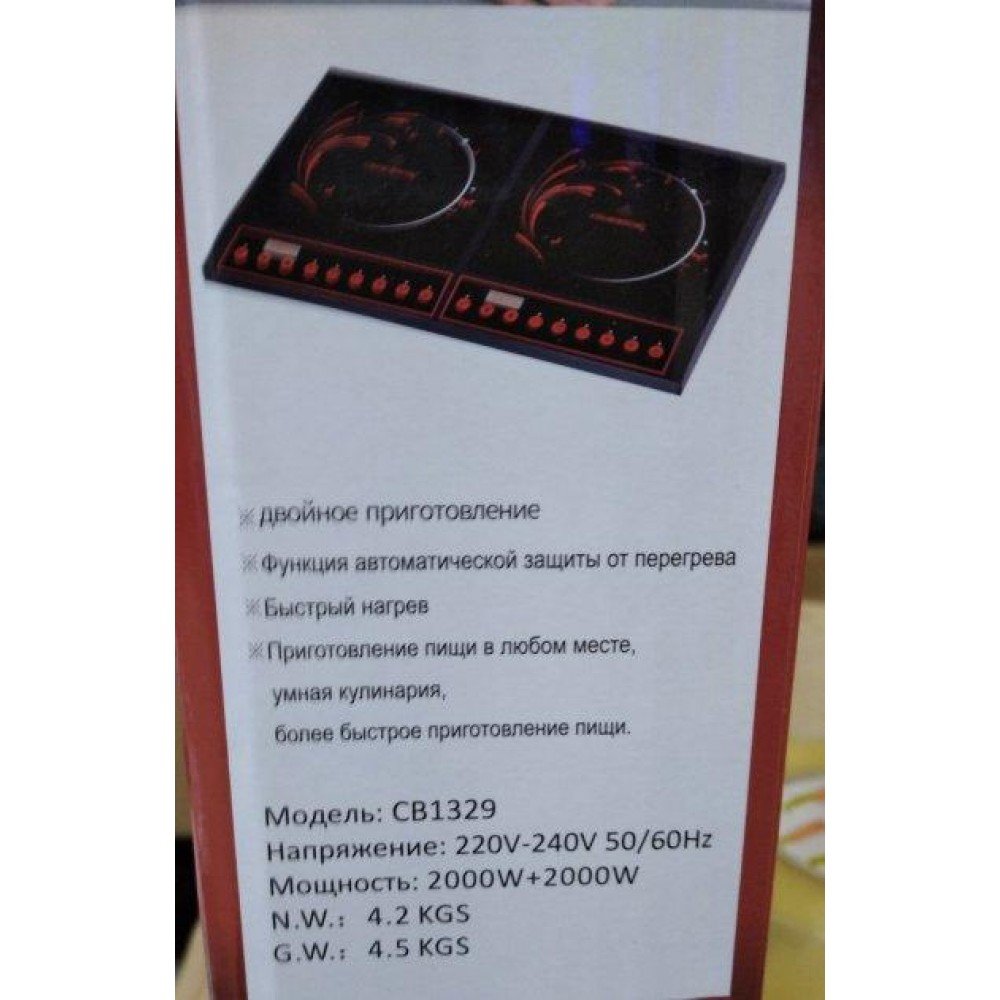 ※двойное приготовление
※Функция автоматической защиты от перегрева
※Быстрый нагрев
※Приготовление пищи в любом месте,
умная кулинария,
более быстрое приготовление пищи.
Модель: CB1329
Напряжение: 220V-240V 50/60Hz
Мощность: 2000W+2000W
N.W.: 4.2 KGS
G.W.: 4.5 KGS